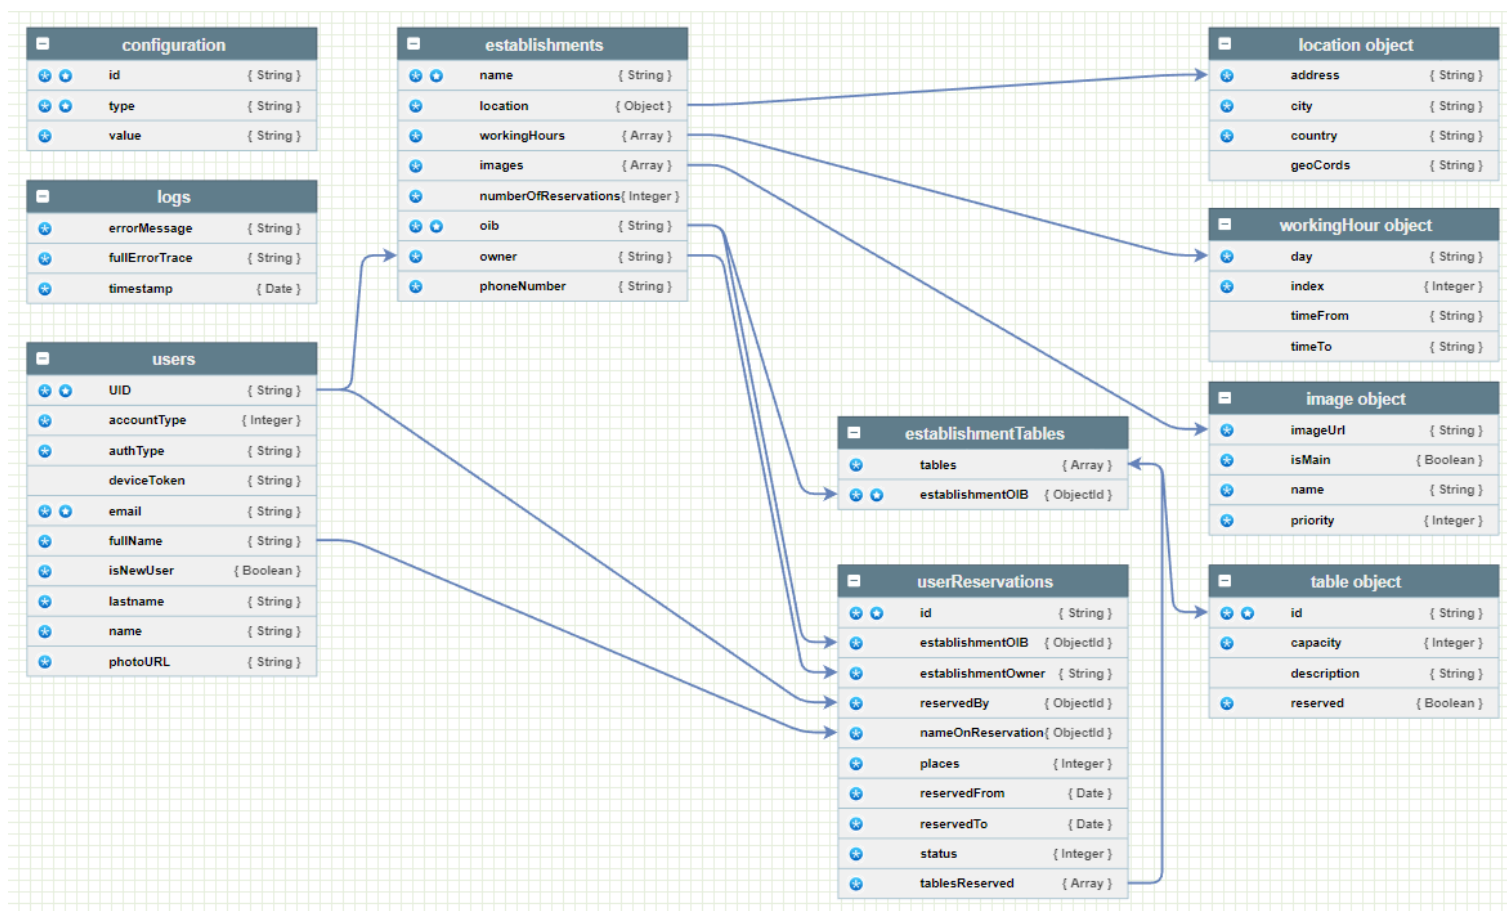 configuration
id { String }
type { String }
value { String }
logs
errorMessage { String }
fullErrorTrace { String }
timestamp { Date }
users
UID { String }
accountType { Integer }
authType { String }
deviceToken { String }
email { String }
fullName { String }
isNewUser { Boolean }
lastname { String }
name { String }
photoURL { String }
establishments
name { String }
location { Object }
workingHours { Array }
images { Array }
numberOfReservations{ Integer }
oib { String }
owner { String }
phoneNumber { String }
establishmentTables
tables { Array }
establishmentOIB { ObjectId }
userReservations
id { String }
establishmentOIB { ObjectId }
establishmentOwner { String }
reservedBy { ObjectId }
nameOnReservation{ ObjectId }
places { Integer }
reservedFrom { Date }
reservedTo { Date }
status { Integer }
tablesReserved { Array }
location object
address { String }
city { String }
country { String }
geoCords { String }
workingHour object
day { String }
index { Integer }
timeFrom { String }
timeTo { String }
image object
imageUrl { String }
isMain { Boolean }
name { String }
priority { Integer }
table object
id { String }
capacity { Integer }
description { String }
reserved { Boolean }